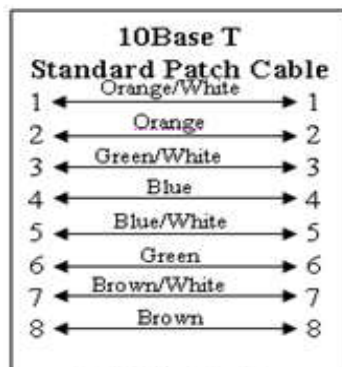 10Base T
Standard Patch Cable
1 Orange/White 1
2 Orange 2
3 Green/White 3
4 Blue 4
5 Blue/White 5
6 Green 6
7 Brown/White 7
8 Brown 8